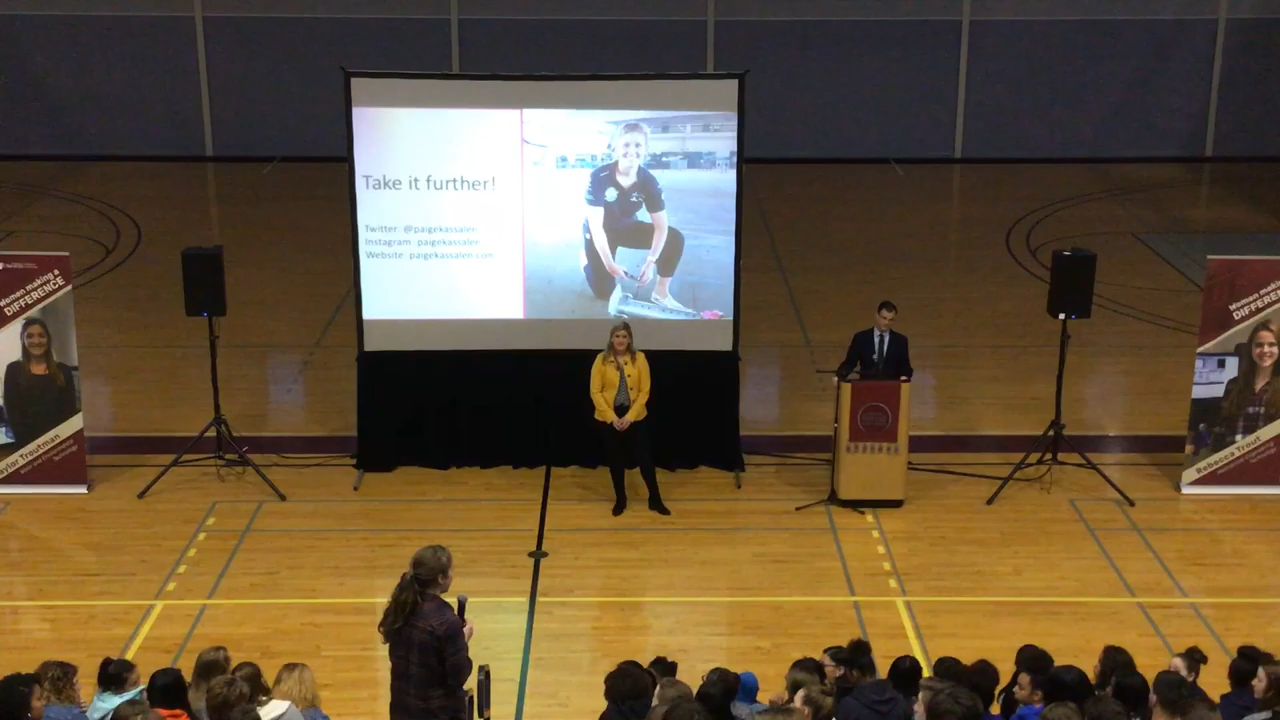 Take it further!
Twitter: @paigekassalen
Instagram: paigekassalen
Website: paigekassalen.com
Women making a
DIFFERENCE
Taylor Troutman
Women making a
DIFFERENCE
Rebecca Trout